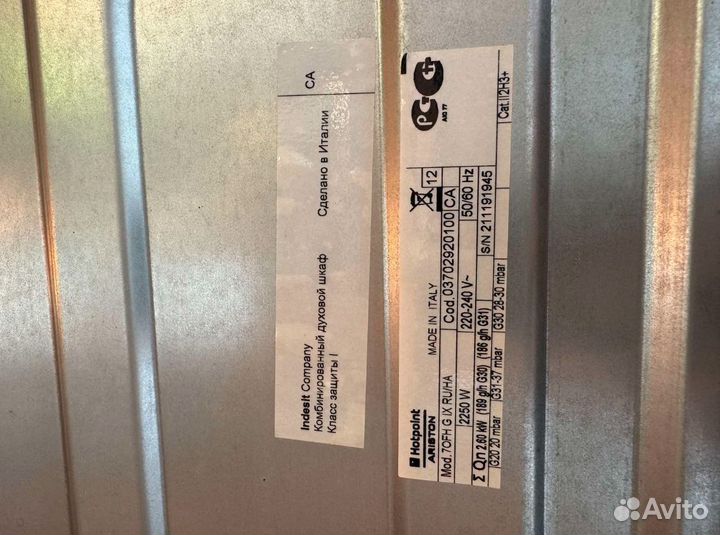 Indesit Company
Комбинированный духовой шкаф Сделано в Италии
Класс защиты I CA
Hotpoint
ARISTON MADE IN ITALY 12
Mod. 7OFH G IX RU/HA Cod. 03702920100 CA
2250 W 220-240 V~ 50/60 Hz
Σ Qn 2.60 kW (189 g/h G30) (186 g/h G31) S/N 211191945
G20 20 mbar G31-37 mbar G30 28-30 mbar Cat.II2H3+
АЮ 77
Avito